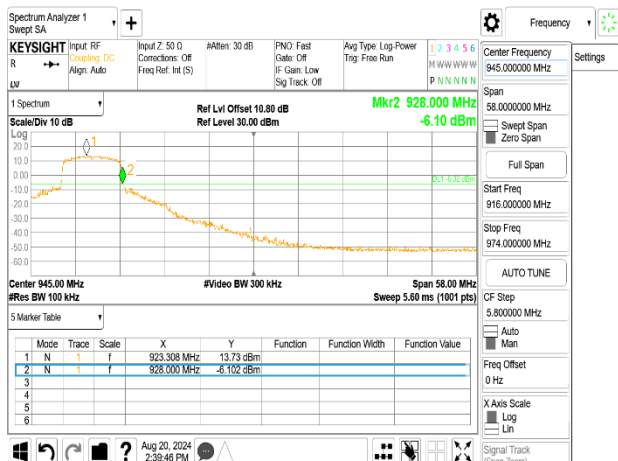 Spectrum Analyzer 1
Swept SA
Frequency
KEYSIGHT
R
Input: RF
Coupling: DC
Align: Auto
Input Z: 50 Ω
Corrections: Off
Freq Ref: Int (S)
#Atten: 30 dB
PNO: Fast
Gate: Off
IF Gain: Low
Sig Track: Off
Avg Type: Log-Power
Trig: Free Run
1 2 3 4 5 6
M W W W W W
P N N N N N
1 Spectrum
Scale/Div 10 dB
Ref Lvl Offset 10.80 dB
Ref Level 30.00 dBm
Mkr2 928.000 MHz
-6.10 dBm
Log
20.0
10.0
0.00
-10.0
-20.0
-30.0
-40.0
-50.0
-60.0
1
2
DL1 -6.32 dBm
Center 945.00 MHz
#Video BW 300 kHz
Span 58.00 MHz
#Res BW 100 kHz
Sweep 5.60 ms (1001 pts)
5 Marker Table
Mode Trace Scale X Y Function Function Width Function Value
1 N 1 f 923.308 MHz 13.73 dBm
2 N 1 f 928.000 MHz -6.102 dBm
3
4
5
6
Aug 20, 2024
2:39:46 PM
Center Frequency
945.000000 MHz
Settings
Span
58.0000000 MHz
Swept Span
Zero Span
Full Span
Start Freq
916.000000 MHz
Stop Freq
974.000000 MHz
AUTO TUNE
CF Step
5.800000 MHz
Auto
Man
Freq Offset
0 Hz
X Axis Scale
Log
Lin
Signal Track
(Span Zoom)